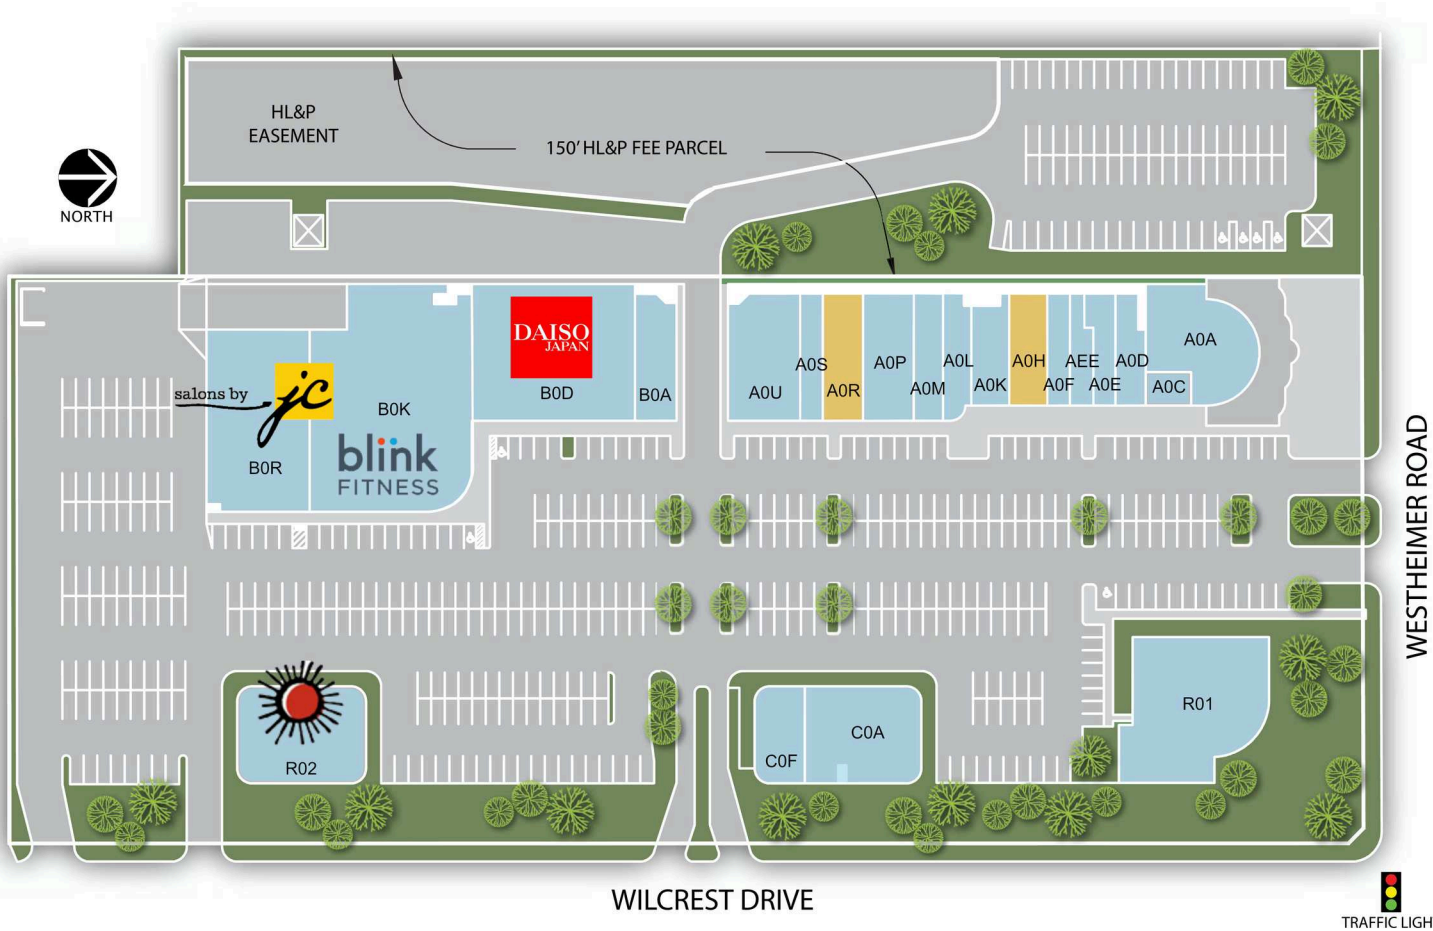 HL&P
EASEMENT
150' HL&P FEE PARCEL
NORTH
DAISO
JAPAN
salons by
jc
B0K
B0D
B0A
B0R
blink
FITNESS
A0U
A0S
A0R
A0P
A0M
A0L
A0K
A0H
A0F
AEE
A0E
A0D
A0C
A0A
WESTHEIMER ROAD
R02
C0F
C0A
R01
WILCREST DRIVE
TRAFFIC LIGH